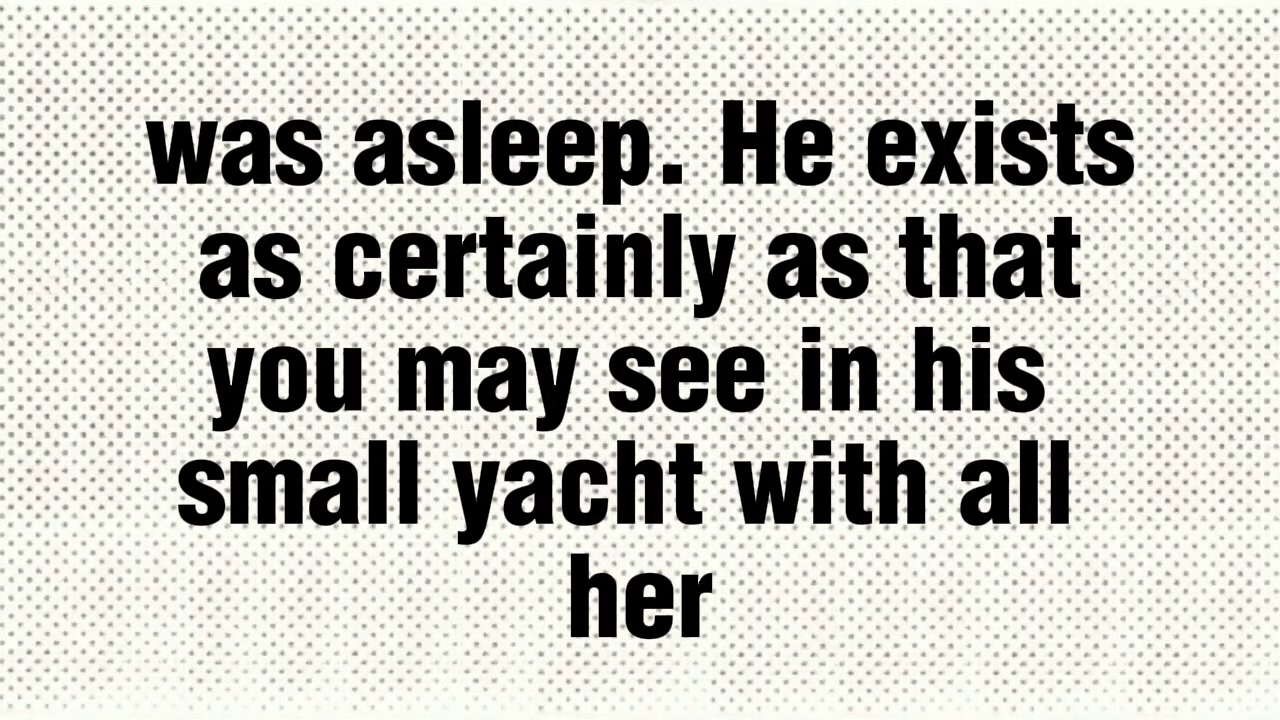 was asleep. He exists
as certainly as that
you may see in his
small yacht with all
her